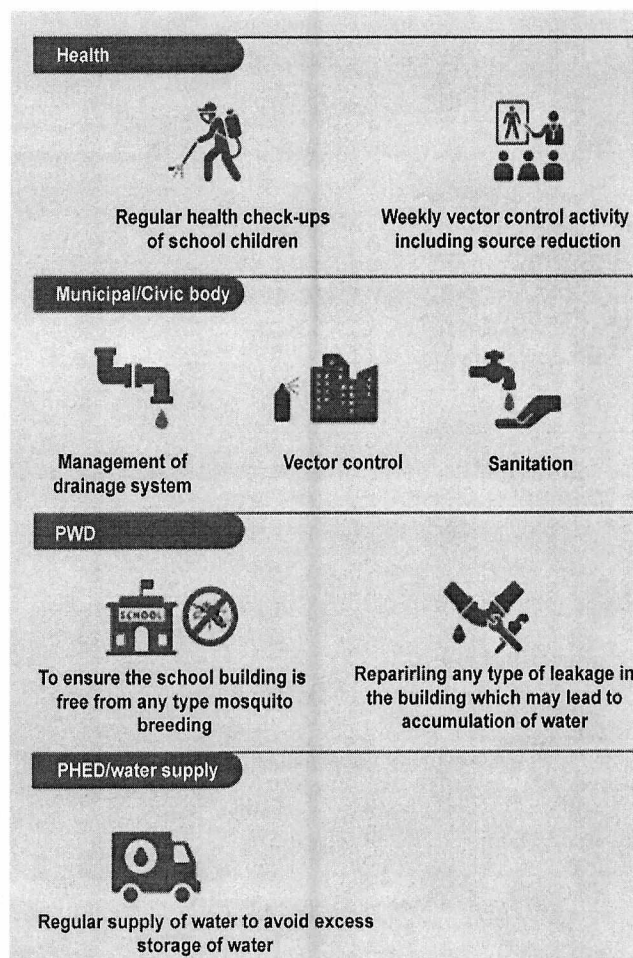 Health
Regular health check-ups
of school children
Weekly vector control activity
including source reduction
Municipal/Civic body
Management of
drainage system
Vector control
Sanitation
PWD
SCHOOL
To ensure the school building is
free from any type mosquito
breeding
Reparirling any type of leakage in
the building which may lead to
accumulation of water
PHED/water supply
Regular supply of water to avoid excess
storage of water